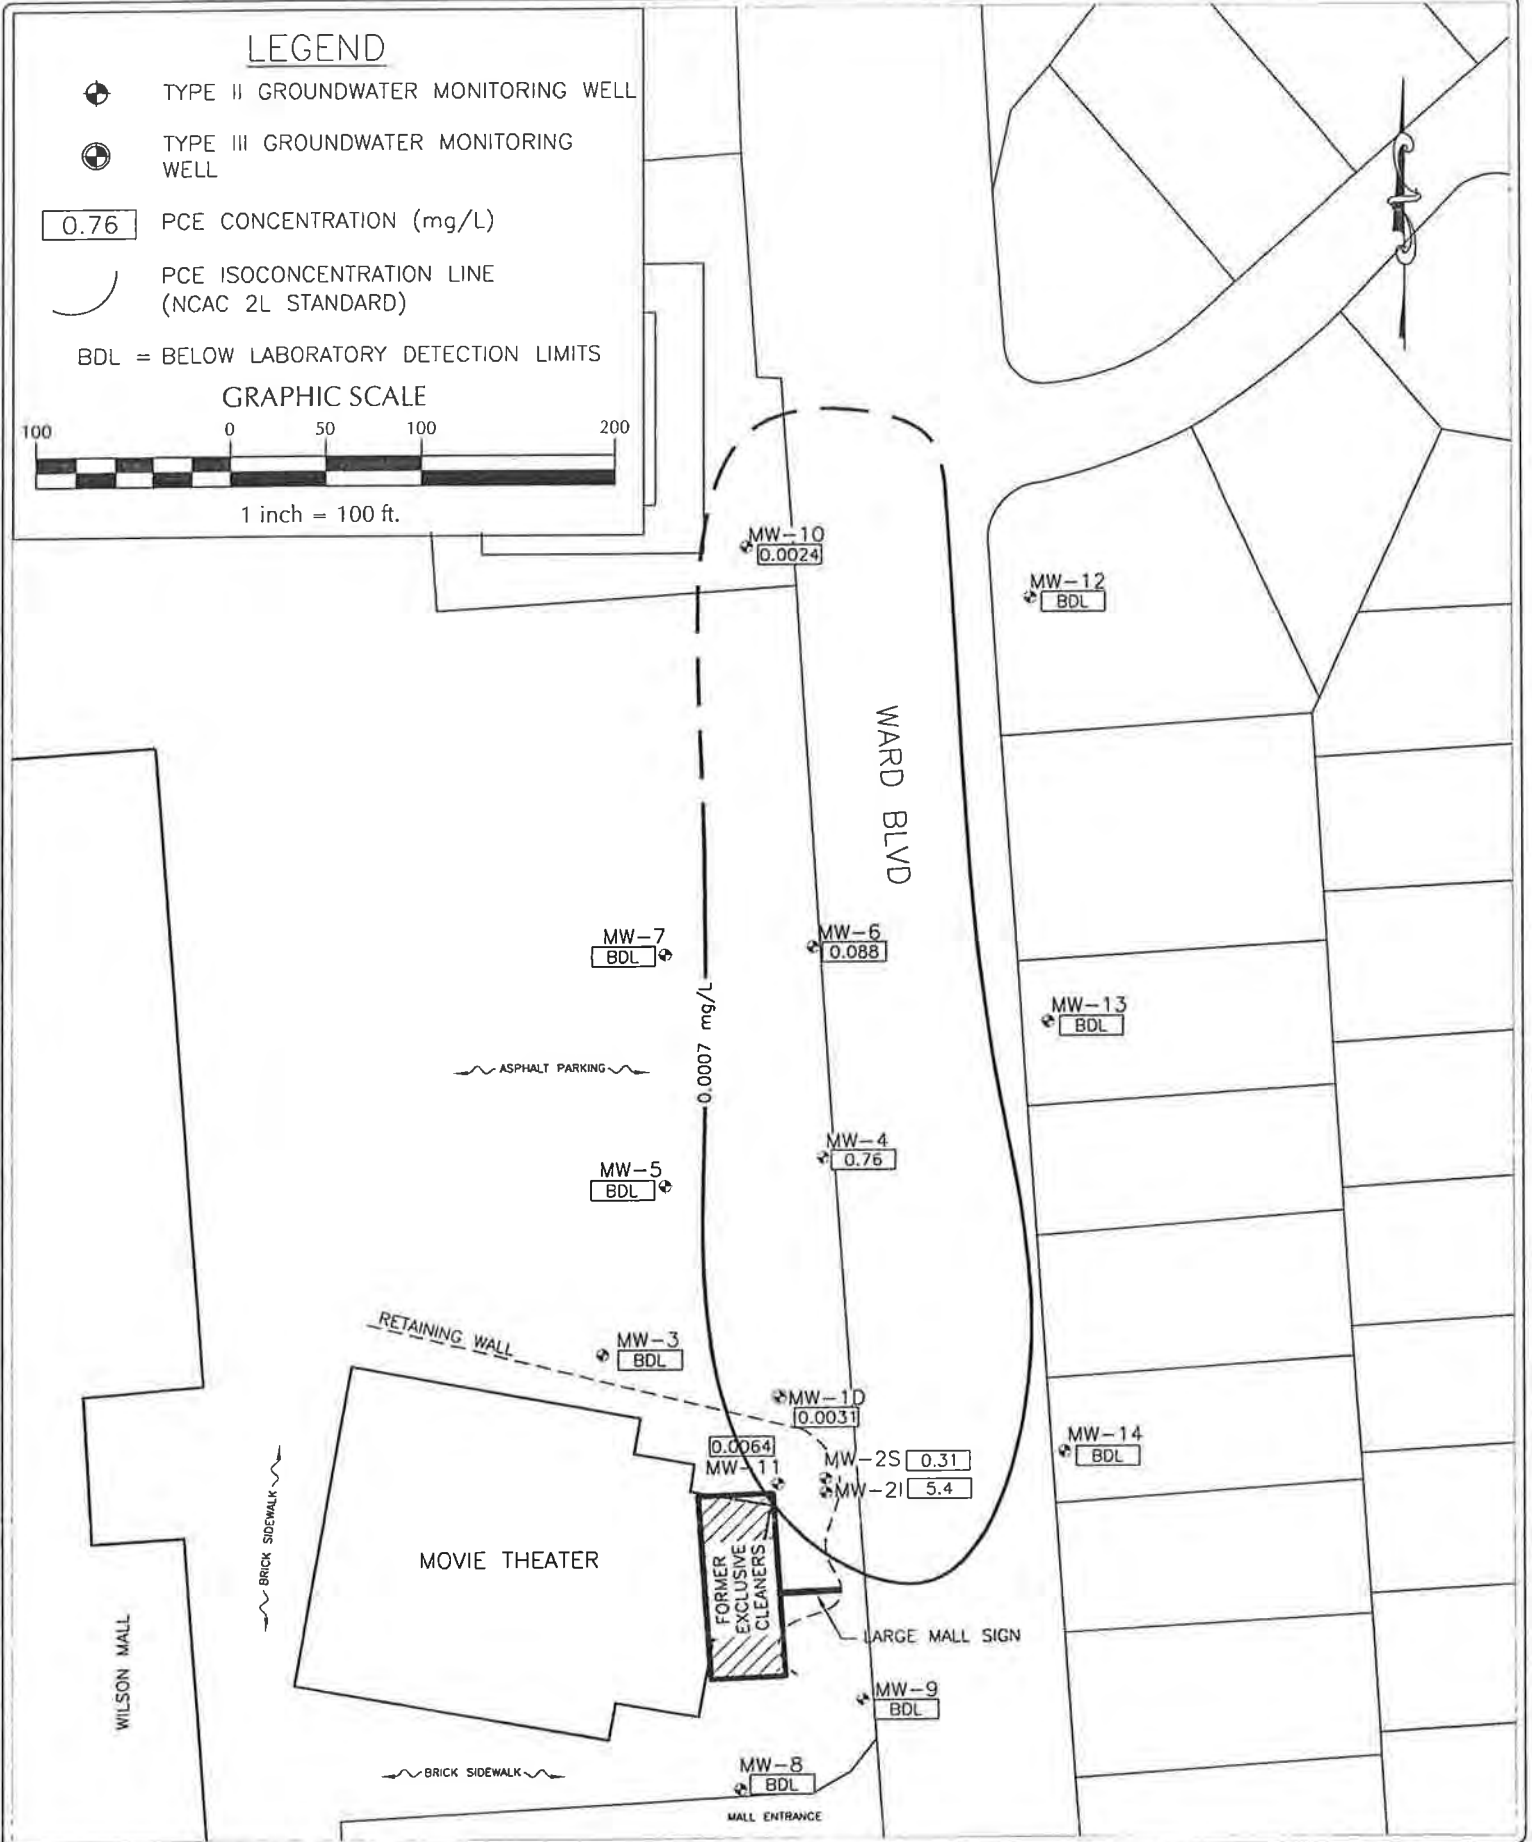 LEGEND
TYPE II GROUNDWATER MONITORING WELL
TYPE III GROUNDWATER MONITORING
WELL
0.76 PCE CONCENTRATION (mg/L)
PCE ISOCONCENTRATION LINE
(NCAC 2L STANDARD)
BDL = BELOW LABORATORY DETECTION LIMITS
GRAPHIC SCALE
100 0 50 100 200
1 inch = 100 ft.
MW-10
0.0024
MW-12
BDL
WARD BLVD
MW-7
BDL
MW-6
0.088
0.0007 mg/L
MW-13
BDL
ASPHALT PARKING
MW-4
0.76
MW-5
BDL
RETAINING WALL
MW-3
BDL
MW-1D
0.0031
0.0064
MW-11
MW-2S 0.31
MW-2I 5.4
MW-14
BDL
BRICK SIDEWALK
MOVIE THEATER
FORMER
EXCLUSIVE
CLEANERS
LARGE MALL SIGN
WILSON MALL
MW-9
BDL
BRICK SIDEWALK
MW-8
BDL
MALL ENTRANCE